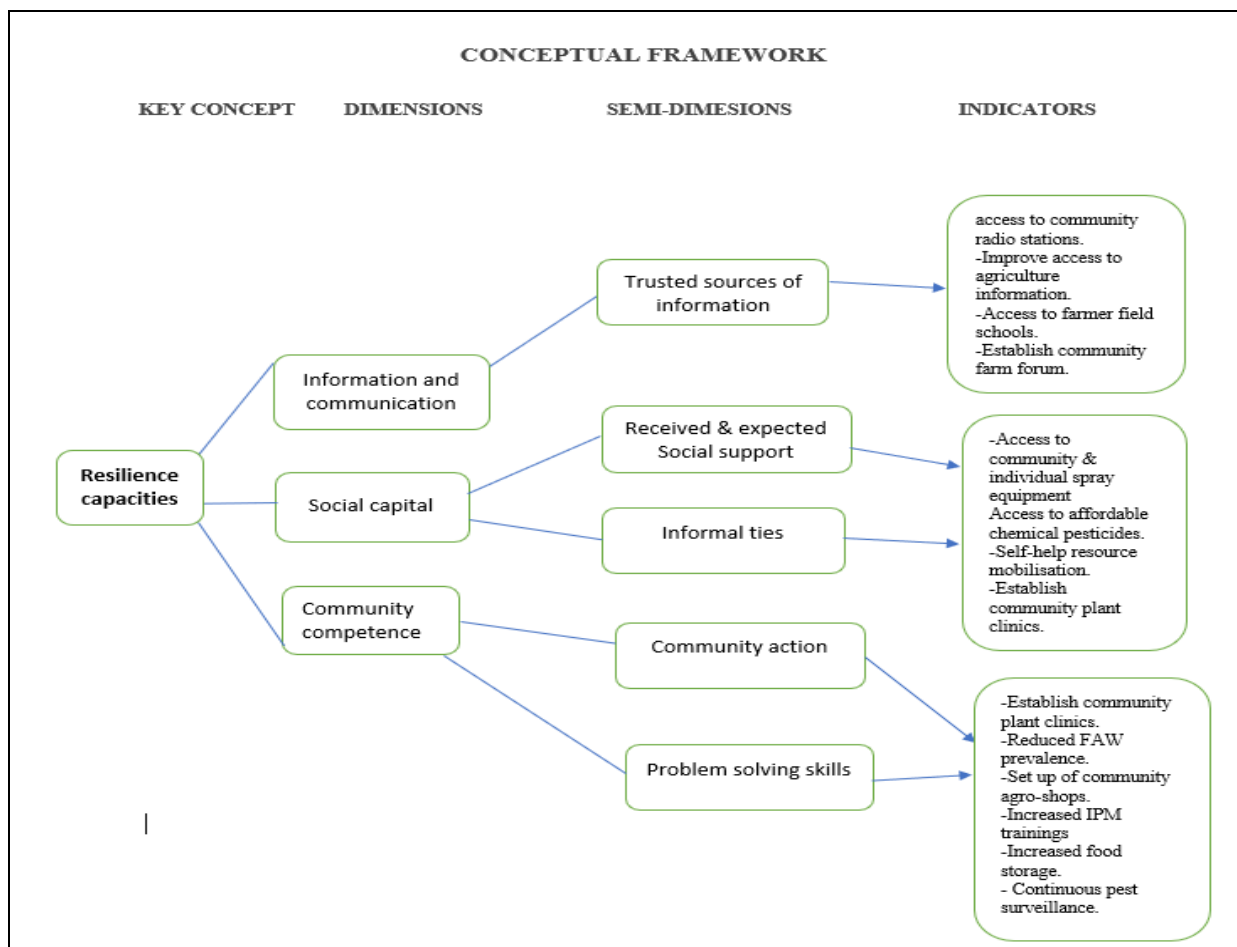 CONCEPTUAL FRAMEWORK
KEY CONCEPT
DIMENSIONS
SEMI-DIMESIONS
INDICATORS
Resilience
capacities
Information and
communication
Social capital
Community
competence
Trusted sources of
information
Received & expected
Social support
Informal ties
Community action
Problem solving skills
access to community
radio stations.
-Improve access to
agriculture
information.
-Access to farmer field
schools.
-Establish community
farm forum.
-Access to
community &
individual spray
equipment
Access to affordable
chemical pesticides.
-Self-help resource
mobilisation.
-Establish
community plant
clinics.
-Establish community
plant clinics.
-Reduced FAW
prevalence.
-Set up of community
agro-shops.
-Increased IPM
trainings
-Increased food
storage.
- Continuous pest
surveillance.